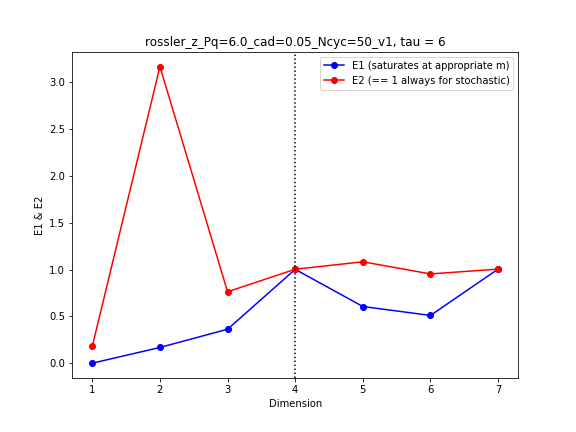 rossler_z_Pq=6.0_cad=0.05_Ncyc=50_v1, tau = 6
E1 (saturates at appropriate m)
E2 (== 1 always for stochastic)
E1 & E2
3.0
2.5
2.0
1.5
1.0
0.5
0.0
1 2 3 4 5 6 7
Dimension